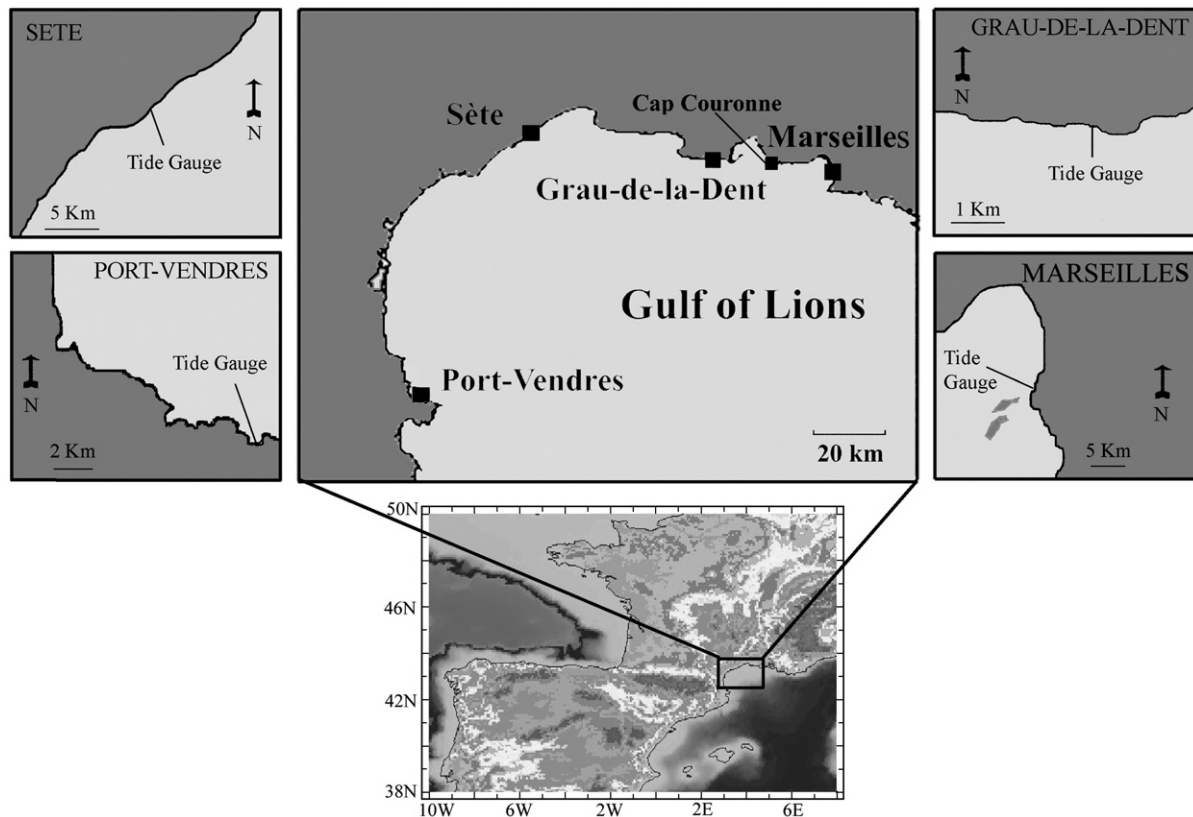 SETE
N
Tide Gauge
5 Km
PORT-VENDRES
Tide Gauge
N
2 Km
Cap Couronne
Sète
Marseilles
Grau-de-la-Dent
Gulf of Lions
Port-Vendres
20 km
GRAU-DE-LA-DENT
N
Tide Gauge
1 Km
MARSEILLES
Tide
Gauge
N
5 Km
50N
46N
42N
38N
10W 6W 2W 2E 6E